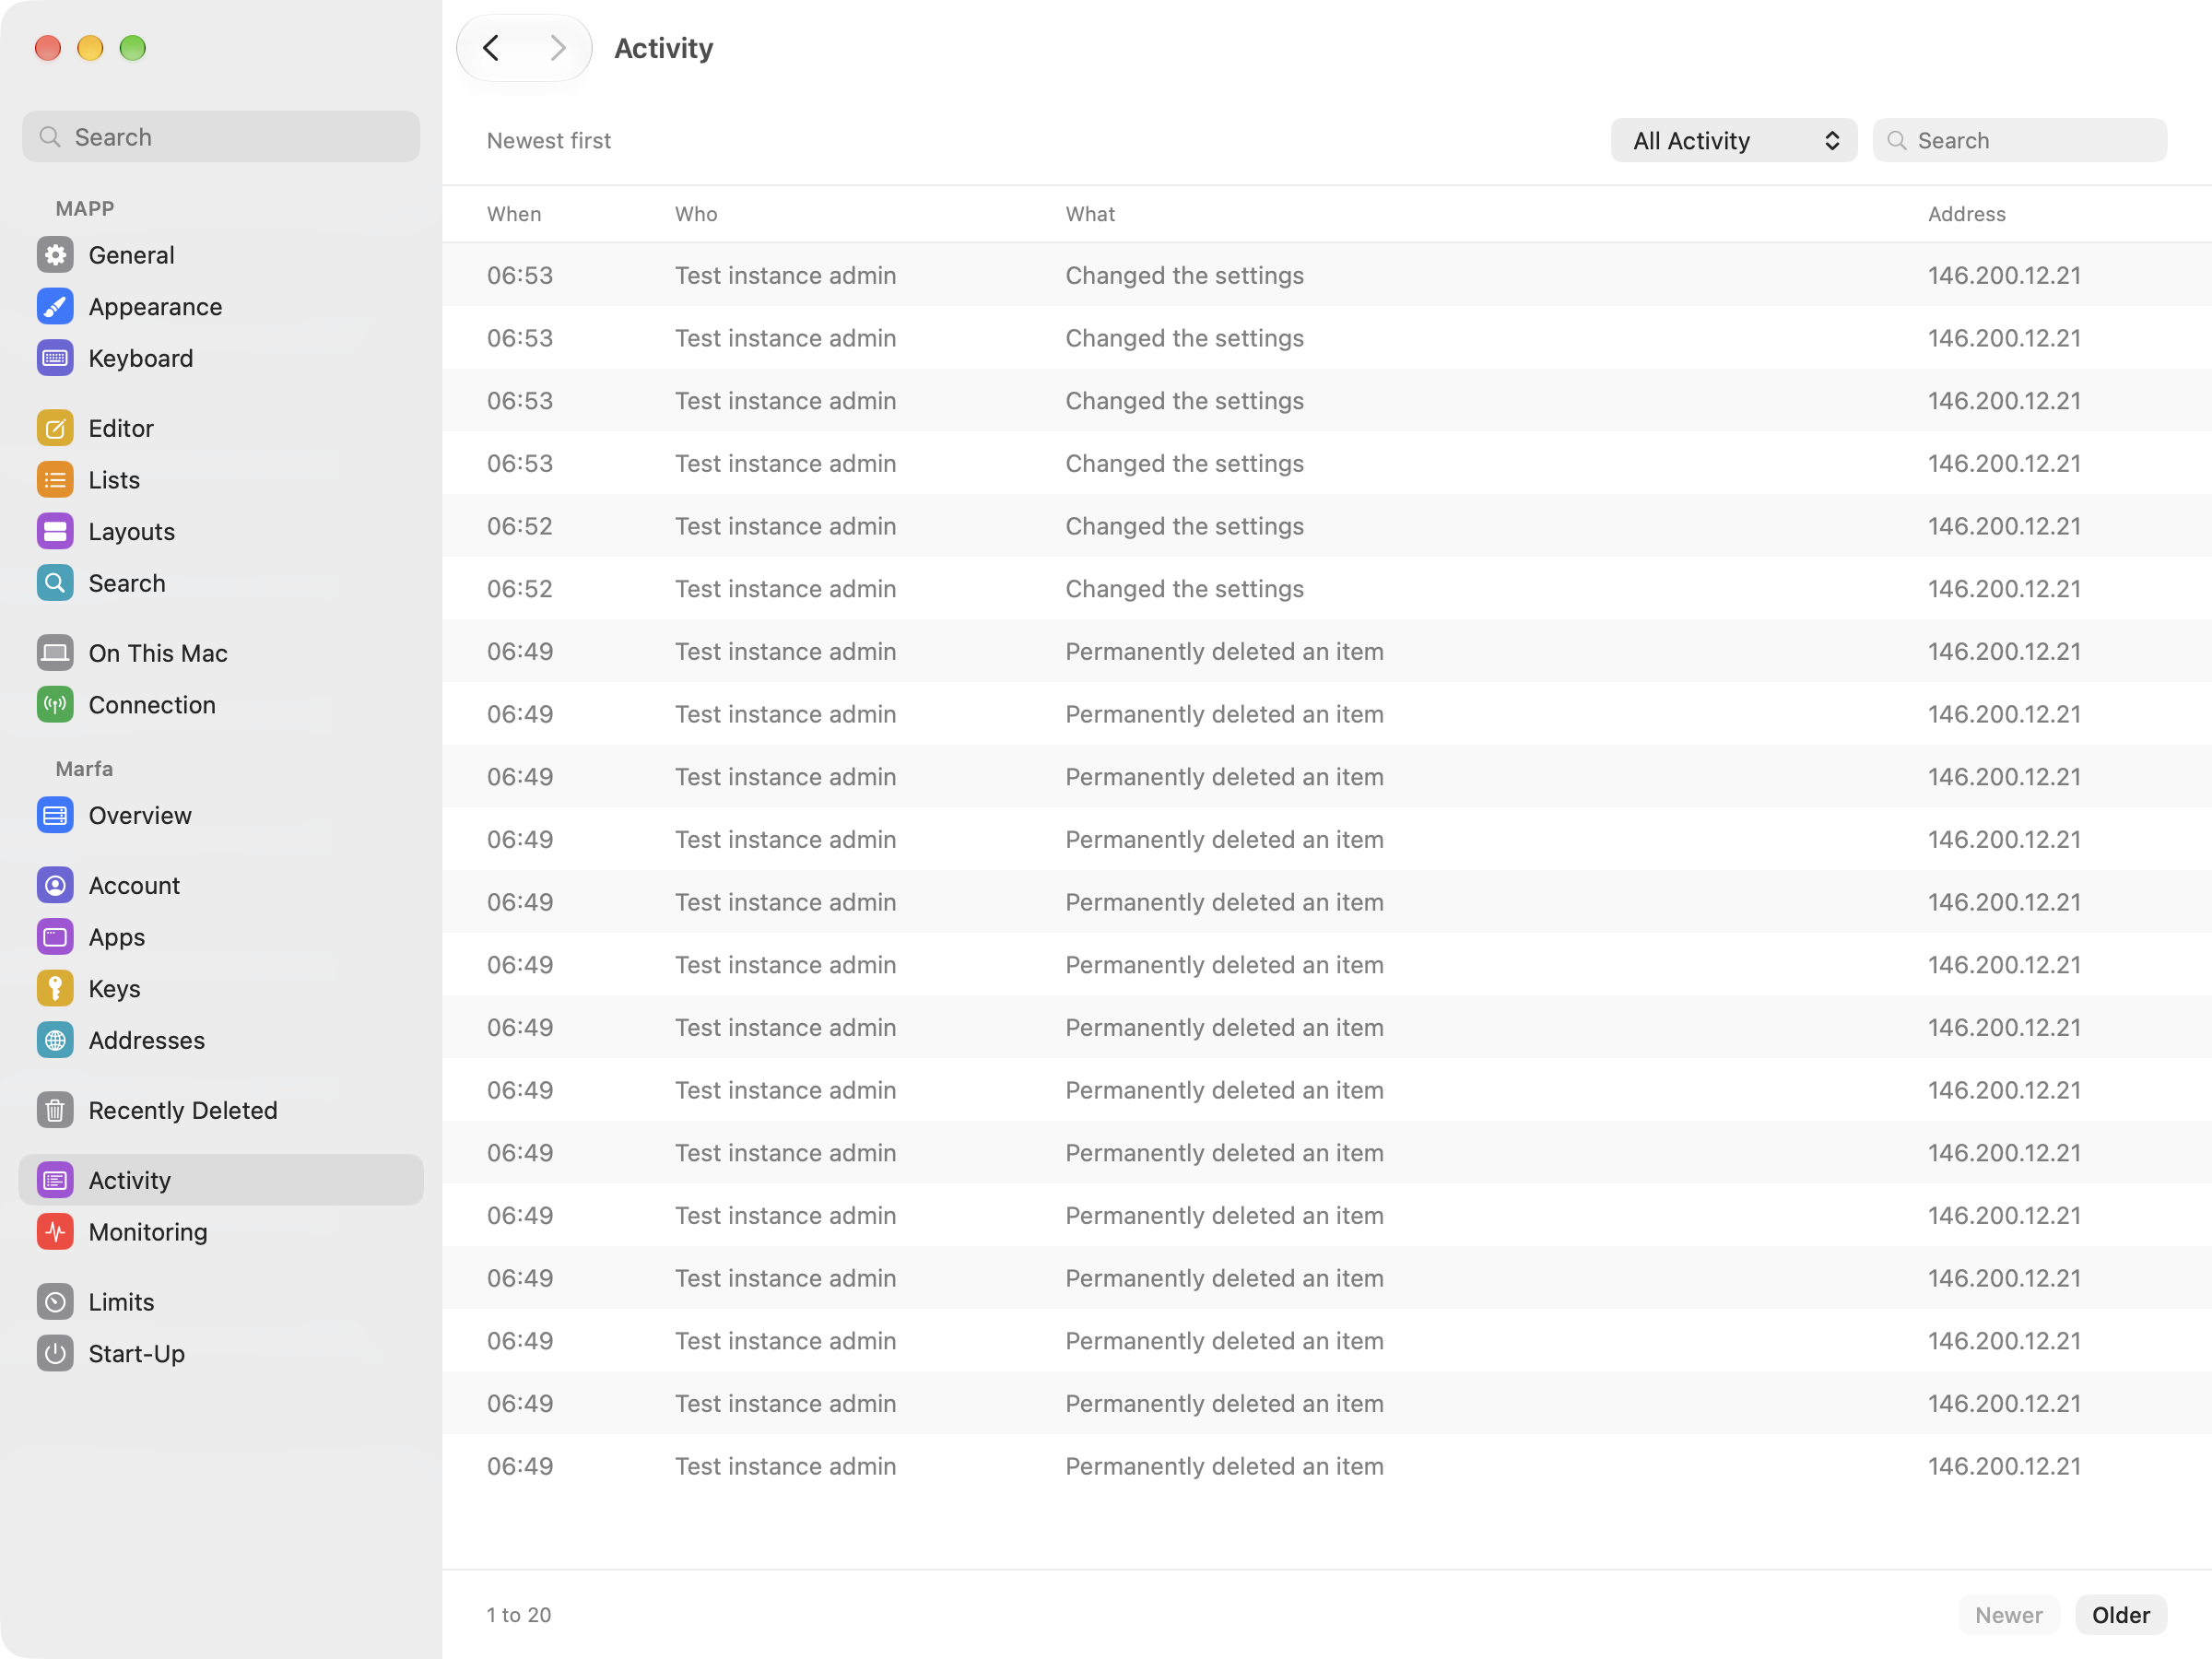 Activity
Search
MAPP
General
Appearance
Keyboard
Editor
Lists
Layouts
Search
On This Mac
Connection
Marfa
Overview
Account
Apps
Keys
Addresses
Recently Deleted
Activity
Monitoring
Limits
Start-Up
Newest first All Activity Search
When Who What Address
06:53 Test instance admin Changed the settings 146.200.12.21
06:53 Test instance admin Changed the settings 146.200.12.21
06:53 Test instance admin Changed the settings 146.200.12.21
06:53 Test instance admin Changed the settings 146.200.12.21
06:52 Test instance admin Changed the settings 146.200.12.21
06:52 Test instance admin Changed the settings 146.200.12.21
06:49 Test instance admin Permanently deleted an item 146.200.12.21
06:49 Test instance admin Permanently deleted an item 146.200.12.21
06:49 Test instance admin Permanently deleted an item 146.200.12.21
06:49 Test instance admin Permanently deleted an item 146.200.12.21
06:49 Test instance admin Permanently deleted an item 146.200.12.21
06:49 Test instance admin Permanently deleted an item 146.200.12.21
06:49 Test instance admin Permanently deleted an item 146.200.12.21
06:49 Test instance admin Permanently deleted an item 146.200.12.21
06:49 Test instance admin Permanently deleted an item 146.200.12.21
06:49 Test instance admin Permanently deleted an item 146.200.12.21
06:49 Test instance admin Permanently deleted an item 146.200.12.21
06:49 Test instance admin Permanently deleted an item 146.200.12.21
06:49 Test instance admin Permanently deleted an item 146.200.12.21
06:49 Test instance admin Permanently deleted an item 146.200.12.21
1 to 20 Newer Older